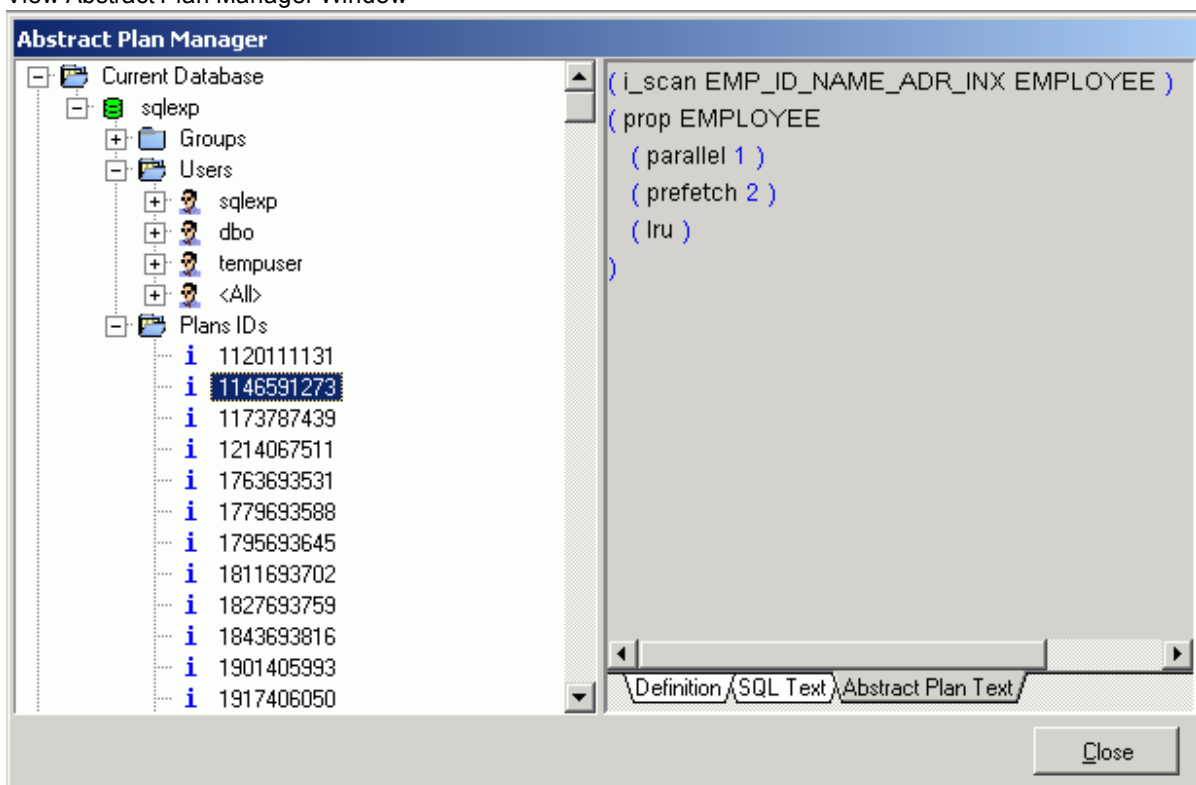 View Abstract Plan Manager Window
Abstract Plan Manager
Current Database
sqlexp
Groups
Users
sqlexp
dbo
tempuser
<All>
Plans IDs
i 1120111131
i 1146591273
i 1173787439
i 1214067511
i 1763693531
i 1779693588
i 1795693645
i 1811693702
i 1827693759
i 1843693816
i 1901405993
i 1917406050
( i_scan EMP_ID_NAME_ADR_INX EMPLOYEE )
( prop EMPLOYEE
( parallel 1 )
( prefetch 2 )
( lru )
)
Definition SQL Text Abstract Plan Text
Close